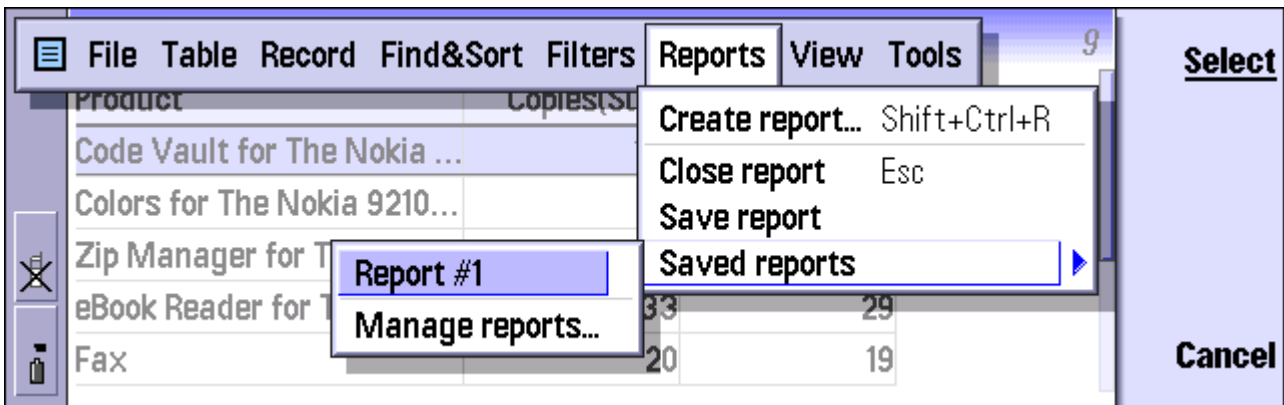 File Table Record Find&Sort Filters Reports View Tools
9
Select
Product Copies(
Create report... Shift+Ctrl+R
Code Vault for The Nokia ...
Close report Esc
Colors for The Nokia 9210...
Save report
Zip Manager for T
Report #1
Saved reports
eBook Reader for T 33 29
Manage reports...
Fax 20 19
Cancel